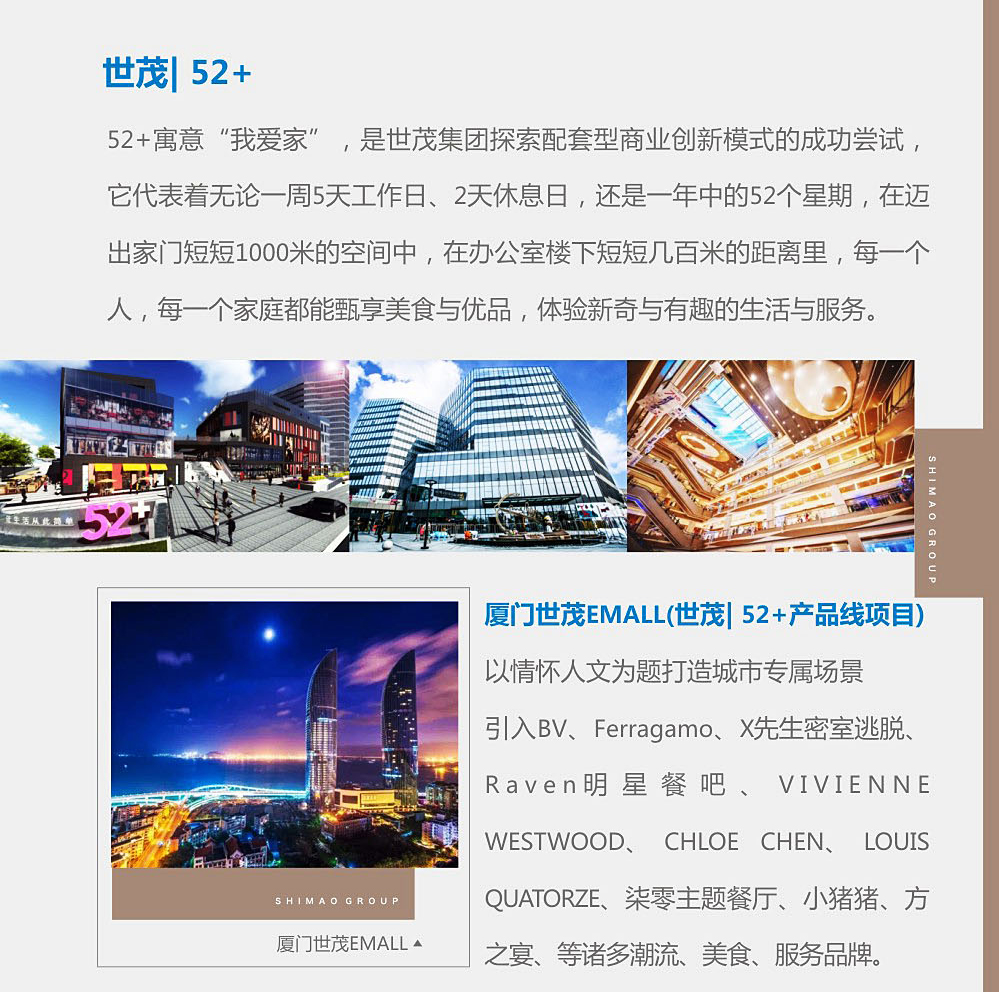 世茂| 52+
52+寓意“我爱家”，是世茂集团探索配套型商业创新模式的成功尝试，
它代表着无论一周5天工作日、2天休息日，还是一年中的52个星期，在迈
出家门短短1000米的空间中，在办公室楼下短短几百米的距离里，每一个
人，每一个家庭都能甄享美食与优品，体验新奇与有趣的生活与服务。
生活从此简单
52+
SHIMAO GROUP
厦门世茂EMALL(世茂| 52+产品线项目)
以情怀人文为题打造城市专属场景
引入BV、Ferragamo、X先生密室逃脱、
Raven明星餐吧、VIVIENNE
WESTWOOD、 CHLOE CHEN、 LOUIS
QUATORZE、柒零主题餐厅、小猪猪、方
之宴、等诸多潮流、美食、服务品牌。
SHIMAO GROUP
厦门世茂EMALL▲